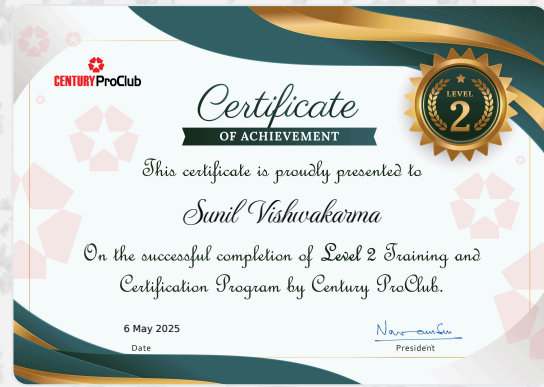 CENTURY ProClub
Certificate
OF ACHIEVEMENT
LEVEL
2
This certificate is proudly presented to
Sunil Vishwakarma
On the successful completion of Level 2 Training and
Certification Program by Century ProClub.
6 May 2025
Date
President